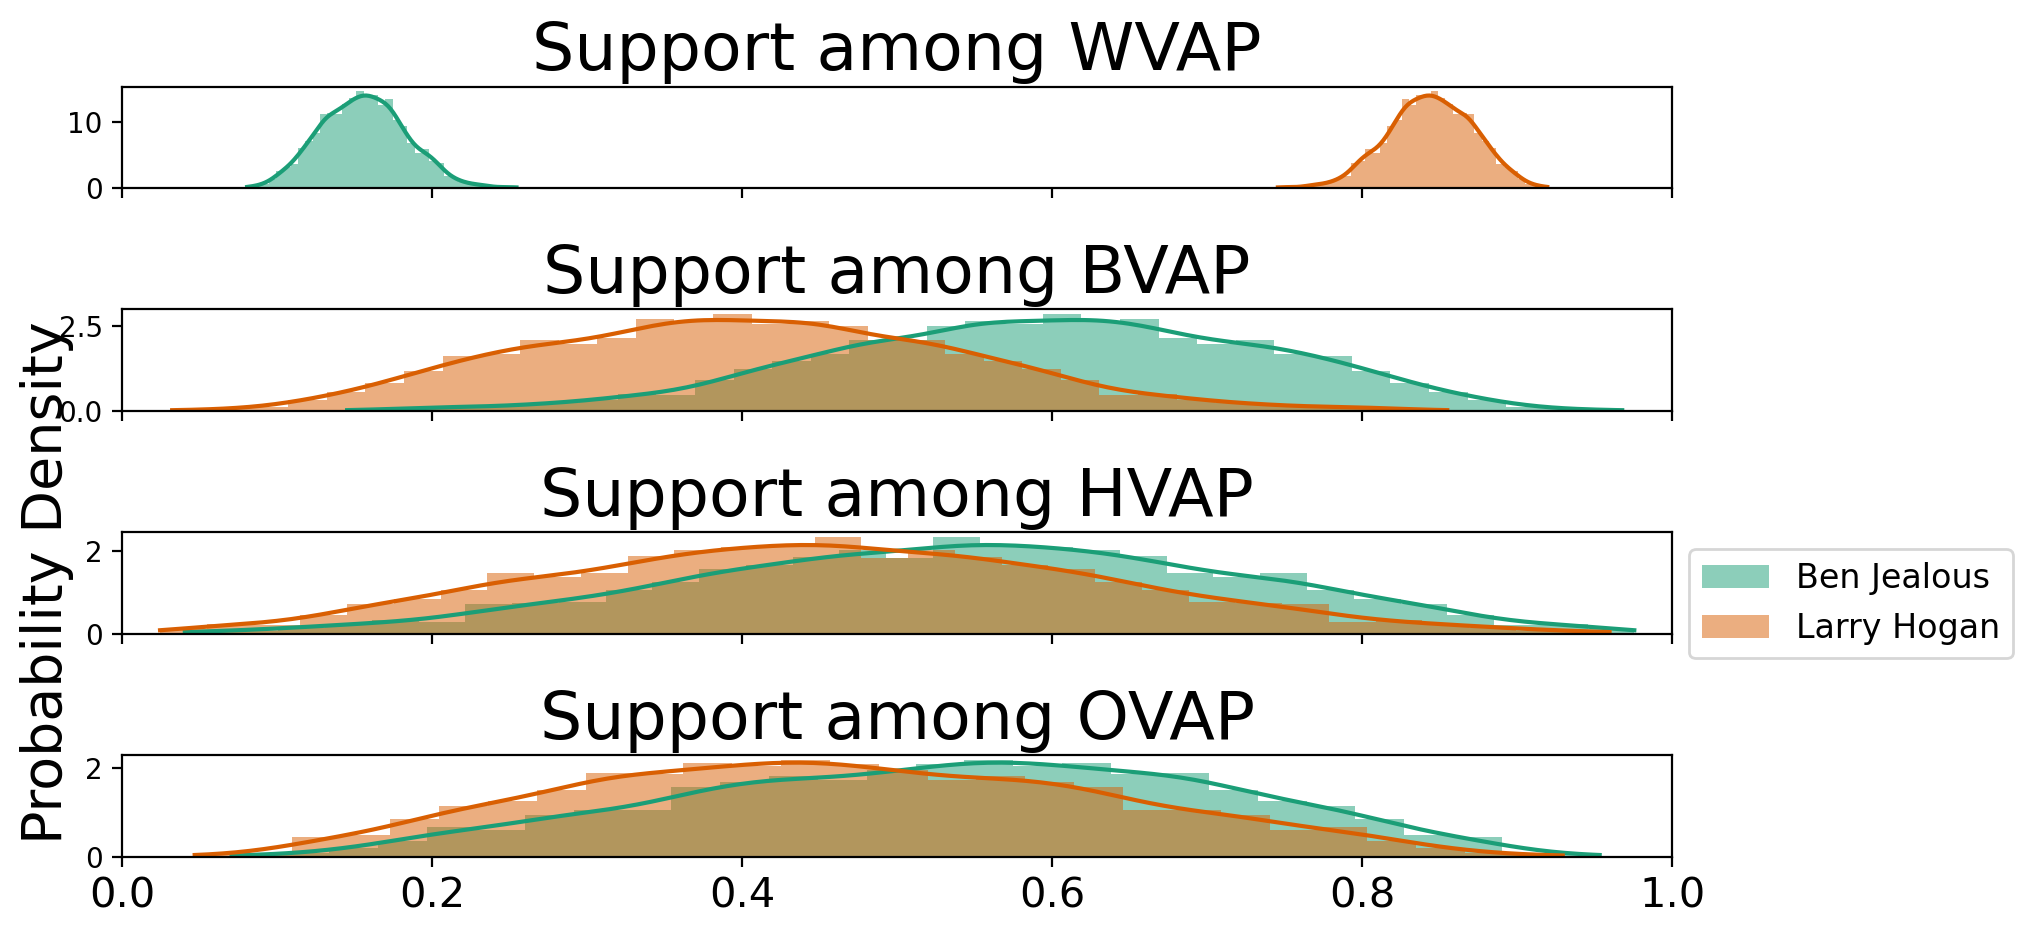 Support among WVAP
10
0
Support among BVAP
2.5
0.0
Support among HVAP
2
0
Support among OVAP
2
0
0.0 0.2 0.4 0.6 0.8 1.0
Probability Density
Ben Jealous
Larry Hogan